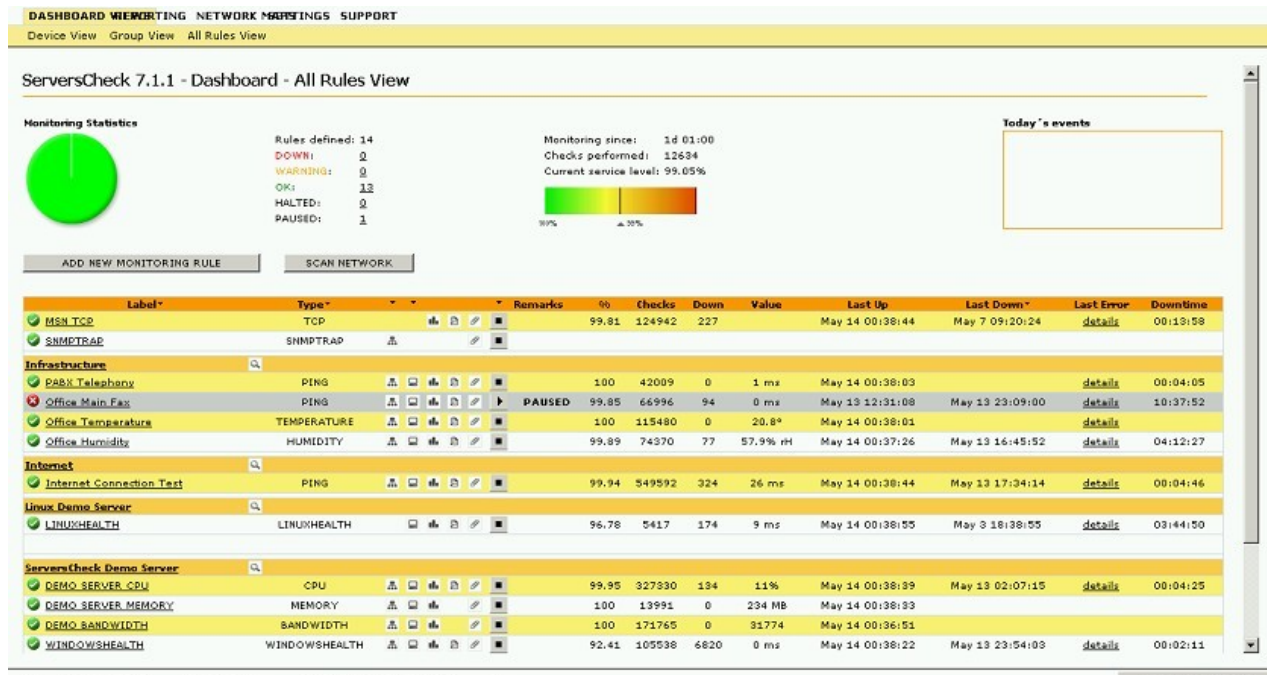 DASHBOARD VIEWS REPORTING NETWORK MAPS SETTINGS SUPPORT
Device View Group View All Rules View
ServersCheck 7.1.1 - Dashboard - All Rules View
Monitoring Statistics
Rules defined: 14
DOWN: 0
WARNING: 0
OK: 13
HALTED: 0
PAUSED: 1
Monitoring since: 1d 01:00
Checks performed: 12634
Current service level: 99.05%
99%
Today´s events
ADD NEW MONITORING RULE SCAN NETWORK
Label Type Remarks % Checks Down Value Last Up Last Down Last Error Downtime
MSN TCP TCP 99.81 124942 227 May 14 00:38:44 May 7 09:20:24 details 00:13:58
SNMPTRAP SNMPTRAP
Infrastructure
PABX Telephony PING 100 42009 0 1 ms May 14 00:38:03 details 00:04:05
Office Main Fax PING PAUSED 99.85 66996 94 0 ms May 13 12:31:08 May 13 23:09:00 details 10:37:52
Office Temperature TEMPERATURE 100 115480 0 20.8° May 14 00:38:01 details
Office Humidity HUMIDITY 99.89 74370 77 57.9% rH May 14 00:37:26 May 13 16:45:52 details 04:12:27
Internet
Internet Connection Test PING 99.94 549592 324 26 ms May 14 00:38:44 May 13 17:34:14 details 00:04:46
Linux Demo Server
LINUXHEALTH LINUXHEALTH 96.78 5417 174 9 ms May 14 00:38:55 May 3 18:38:55 details 03:44:50
ServersCheck Demo Server
DEMO SERVER CPU CPU 99.95 327330 134 11% May 14 00:38:39 May 13 02:07:15 details 00:04:25
DEMO SERVER MEMORY MEMORY 100 13991 0 234 MB May 14 00:38:33
DEMO BANDWIDTH BANDWIDTH 100 171765 0 31774 May 14 00:36:51
WINDOWSHEALTH WINDOWSHEALTH 92.41 105538 6820 0 ms May 14 00:38:22 May 13 23:54:03 details 00:02:11